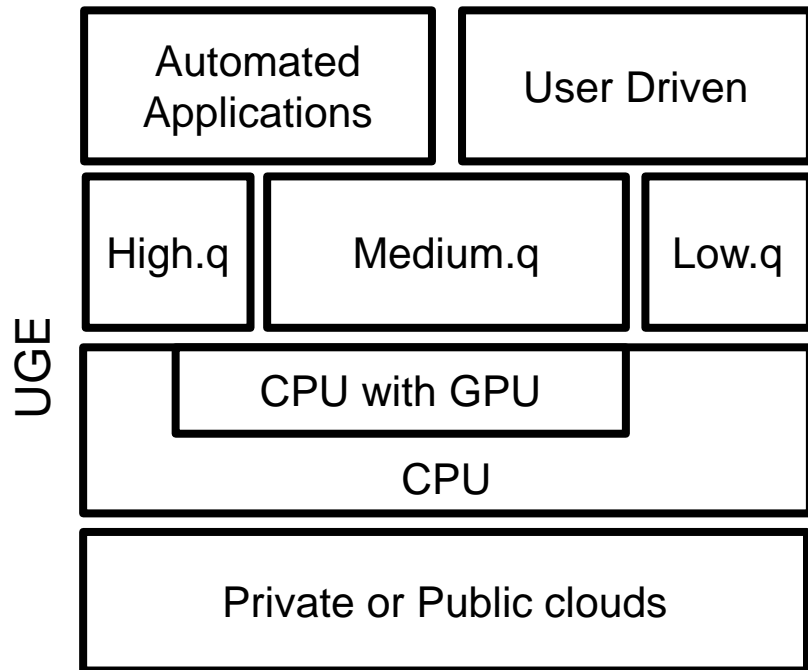 Automated
Applications
User Driven
High.q
Medium.q
Low.q
UGE
CPU with GPU
CPU
Private or Public clouds